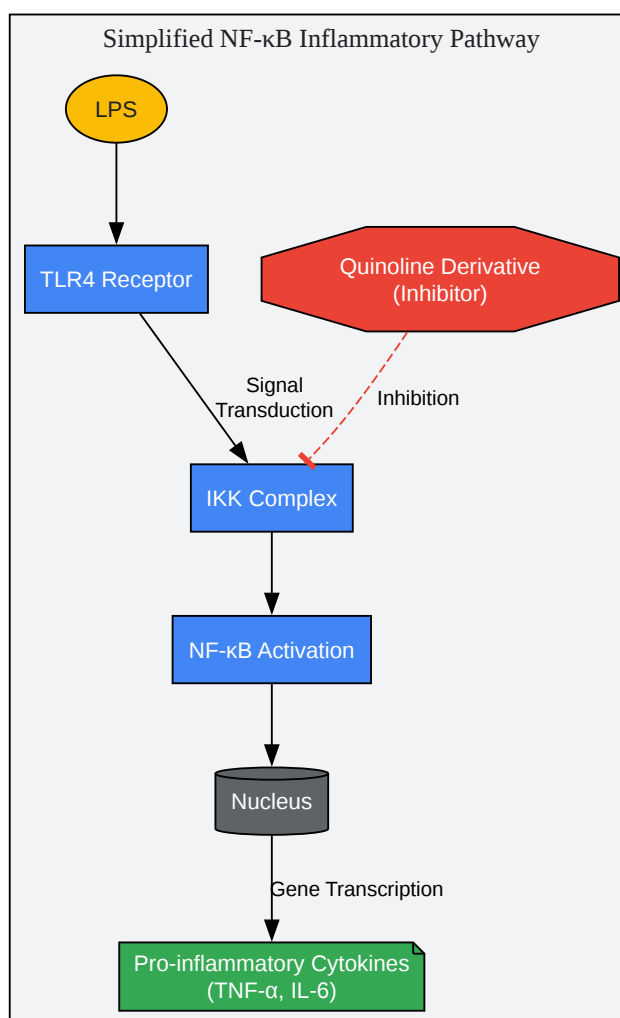 Simplified NF-κB Inflammatory Pathway
LPS
TLR4 Receptor
Quinoline Derivative
(Inhibitor)
Signal
Transduction
Inhibition
IKK Complex
NF-κB Activation
Nucleus
Gene Transcription
Pro-inflammatory Cytokines
(TNF-α, IL-6)